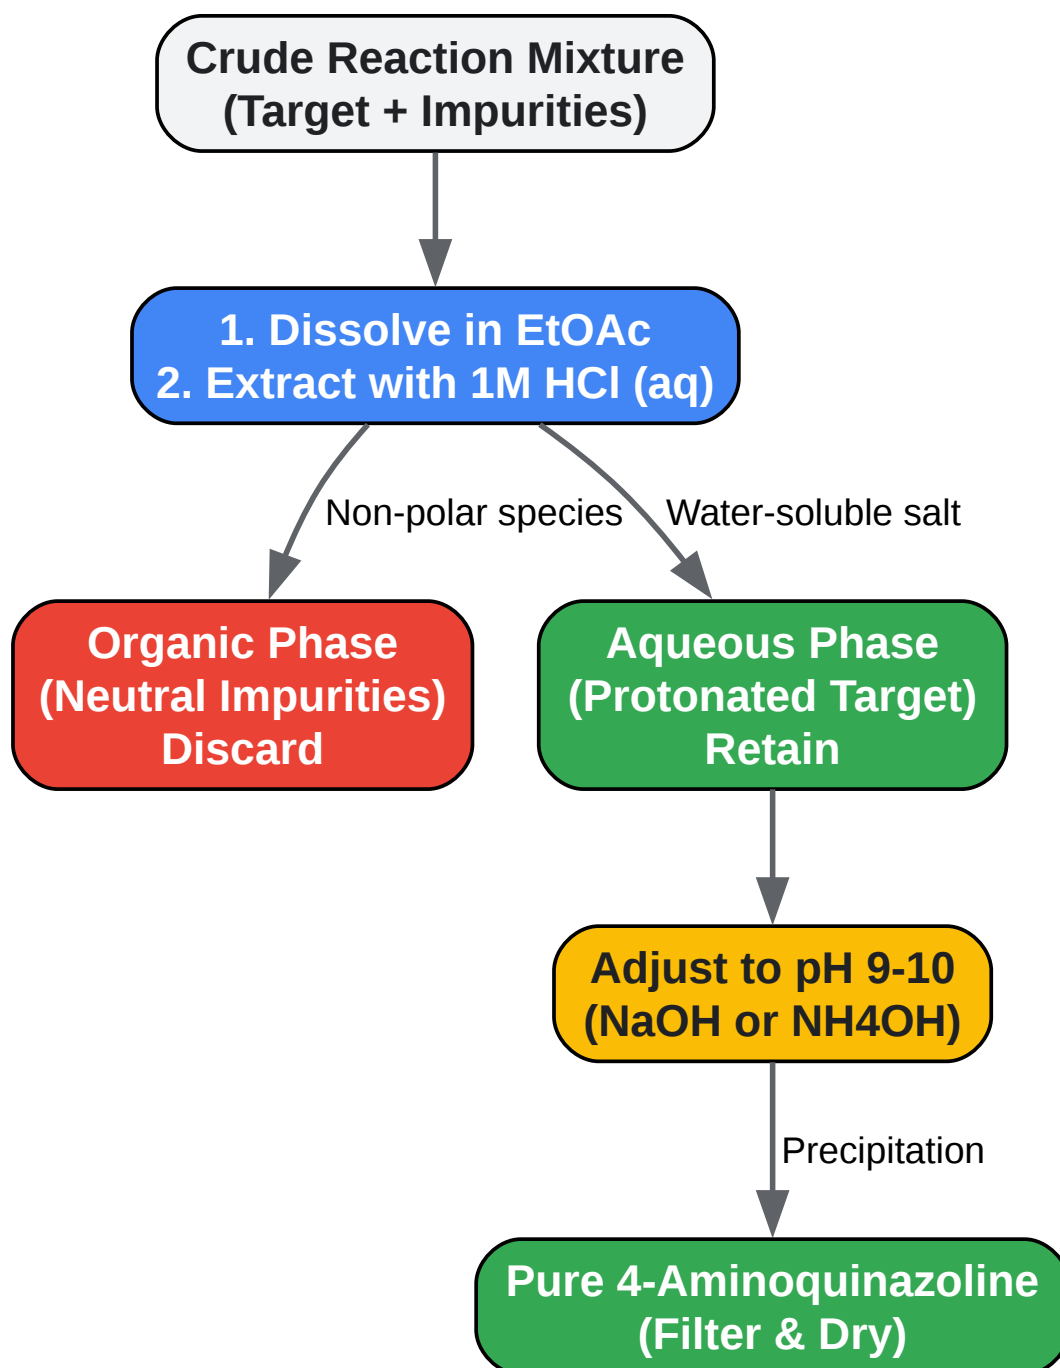 Crude Reaction Mixture
(Target + Impurities)
1. Dissolve in EtOAc
2. Extract with 1M HCl (aq)
Non-polar species
Water-soluble salt
Organic Phase
(Neutral Impurities)
Discard
Aqueous Phase
(Protonated Target)
Retain
Adjust to pH 9-10
(NaOH or NH4OH)
Precipitation
Pure 4-Aminoquinazoline
(Filter & Dry)